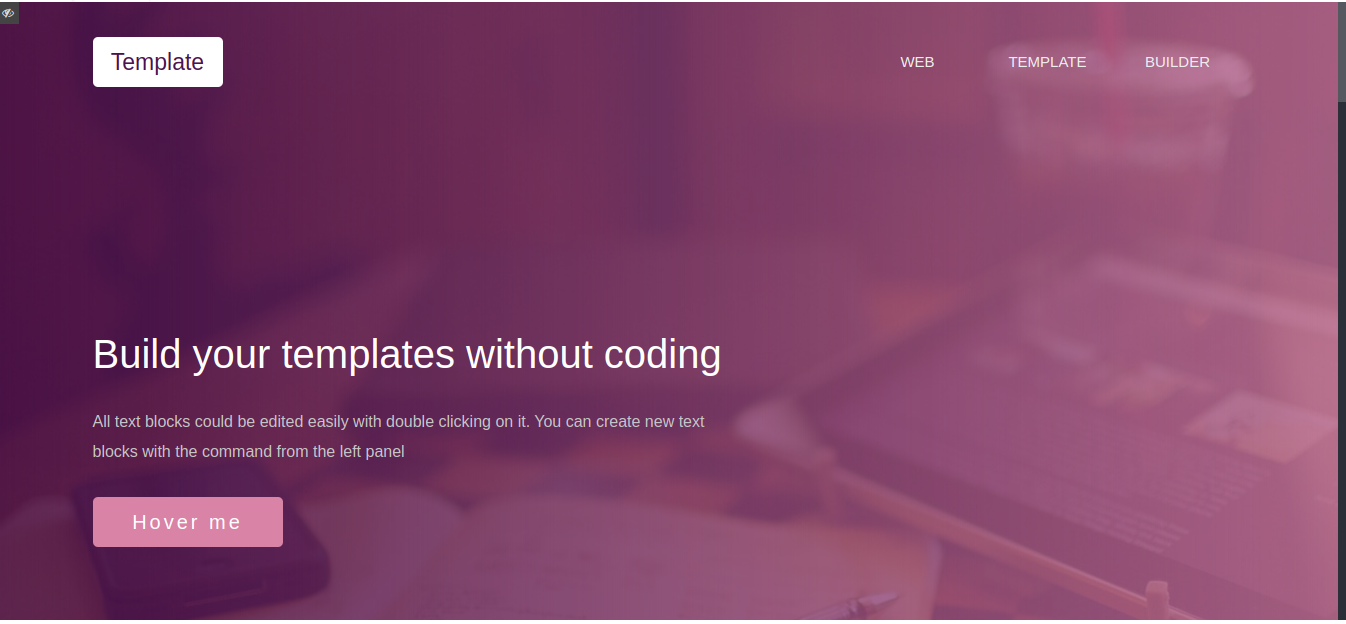 Template
WEB
TEMPLATE
BUILDER
Build your templates without coding
All text blocks could be edited easily with double clicking on it. You can create new text
blocks with the command from the left panel
Hover me